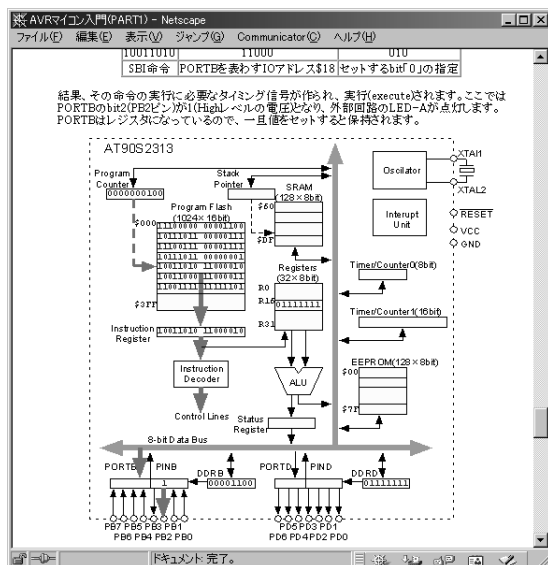 AVRマイコン入門(PART1) - Netscape
ファイル(F) 編集(E) 表示(V) ジャンプ(G) Communicator(C) ヘルプ(H)
10011010 11000 010
SBI命令 PORTBを表わすIOアドレス$18 セットするbit「0」の指定
結果、その命令の実行に必要なタイミング信号が作られ、実行(execute)されます。ここでは
PORTBのbit2(PB2ピン)が1(Highレベルの電圧)となり、外部回路のLED-Aが点灯します。
PORTBはレジスタになっているので、一旦値をセットすると保持されます。
AT90S2313
Program
Counter
0000000100
Stack
Pointer
SRAM
(128×8bit)
$60
$DF
Program Flash
(1024×16bit)
$000
11100000 00001100
10111011 00000111
$3FF
Registers
(32×8bit)
R0
R16
01111111
R31
Instruction
Register
10011010 11000010
Instruction
Decoder
Control Lines
ALU
Status
Register
Oscilator
XTAl1
XTAL2
Interupt
Unit
RESET
VCC
GND
Timer/Counter0(8bit)
Timer/Counter1(16bit)
EEPROM(128×8bit)
$00
$7F
8-bit Data Bus
PORTB PINB
DDRB
1
00001100
PORTD PIND
DDRD
01111111
PB7 PB5 PB3 PB1
PB6 PB4 PB2 PB0
PD5 PD3 PD1
PD6 PD4 PD2 PD0
ドキュメント: 完了。